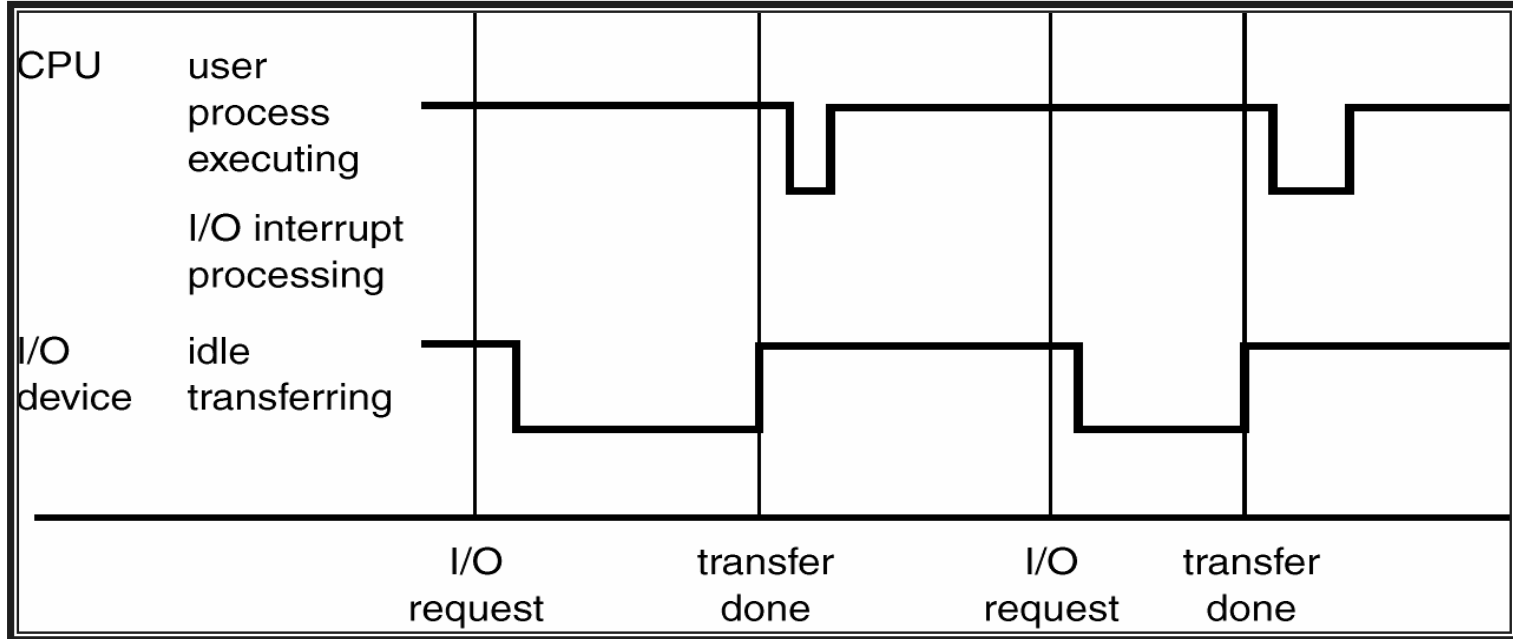 CPU user
process
executing
I/O interrupt
processing
I/O idle
device transferring
I/O transfer I/O transfer
request done request done